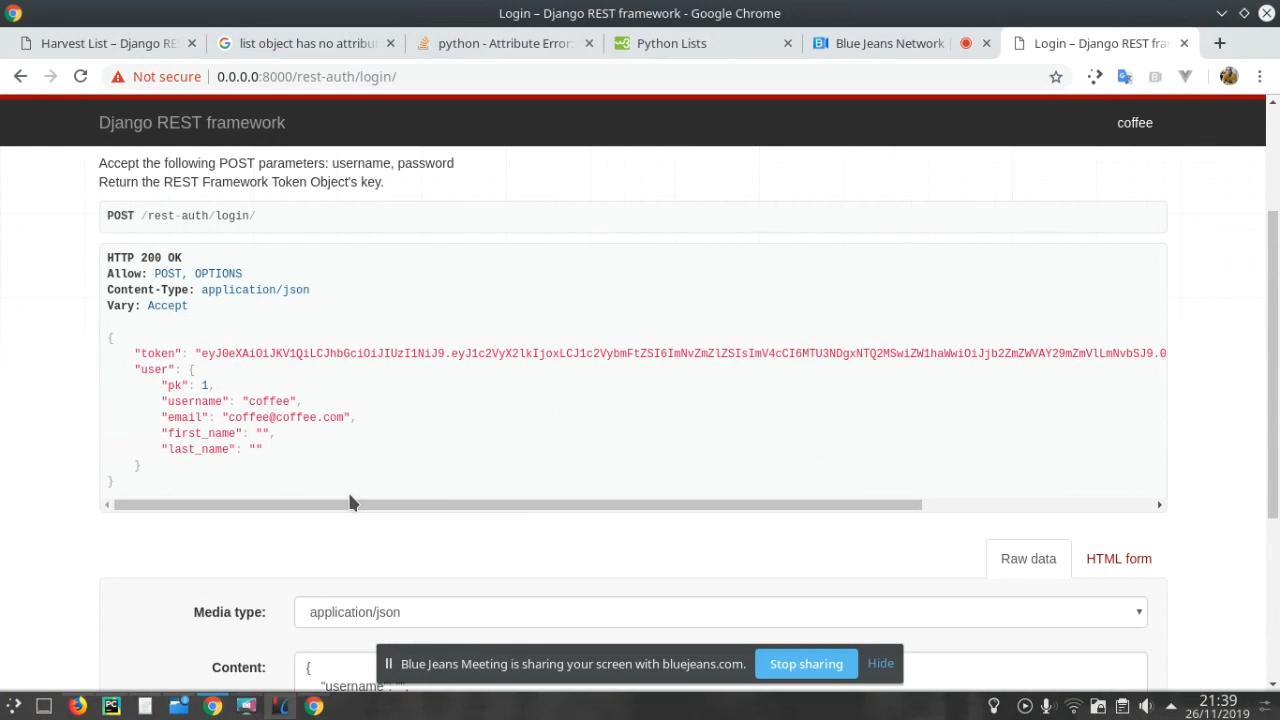 Login – Django REST framework - Google Chrome
Harvest List – Django RE
list object has no attribu
python - Attribute Error:
Python Lists
Blue Jeans Network
Login – Django REST fra
Not secure
0.0.0.0:8000/rest-auth/login/
Django REST framework
coffee
Accept the following POST parameters: username, password
Return the REST Framework Token Object's key.
POST /rest-auth/login/
HTTP 200 OK
Allow: POST, OPTIONS
Content-Type: application/json
Vary: Accept
{
"token": "eyJ0eXAiOiJKV1QiLCJhbGciOiJIUzI1NiJ9.eyJ1c2VyX2lkIjoxLCJ1c2VybmFtZSI6ImNvZmZlZSIsImV4cCI6MTU3NDgxNTQ2MSwiZW1haWwiOiJjb2ZmZWVAY29mZmVlLmNvbSJ9.0
"user": {
"pk": 1,
"username": "coffee",
"email": "coffee@coffee.com",
"first_name": "",
"last_name": ""
}
}
Raw data
HTML form
Media type:
application/json
Content:
{
"username": "",
Blue Jeans Meeting is sharing your screen with bluejeans.com.
Stop sharing
Hide
21:39
26/11/2019